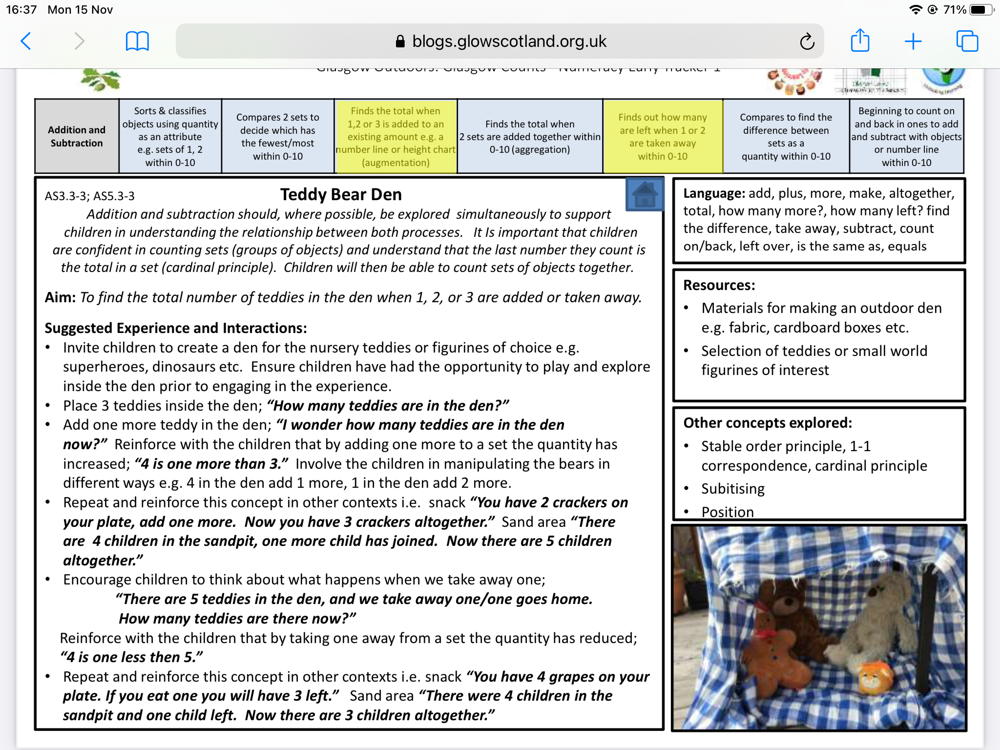 16:37 Mon 15 Nov
71%
blogs.glowscotland.org.uk
Glasgow Outdoors: Glasgow Counts - Numeracy Early Tracker 1
Addition and
Subtraction
Sorts & classifies
objects using quantity
as an attribute
e.g. sets of 1, 2
within 0-10
Compares 2 sets to
decide which has
the fewest/most
within 0-10
Finds the total when
1,2 or 3 is added to an
existing amount e.g. a
number line or height chart
(augmentation)
Finds the total when
2 sets are added together within
0-10 (aggregation)
Finds out how many
are left when 1 or 2
are taken away
within 0-10
Compares to find the
difference between
sets as a
quantity within 0-10
Beginning to count on
and back in ones to add
and subtract with objects
or number line
within 0-10
AS3.3-3; AS5.3-3
Teddy Bear Den
Addition and subtraction should, where possible, be explored simultaneously to support
children in understanding the relationship between both processes. It Is important that children
are confident in counting sets (groups of objects) and understand that the last number they count is
the total in a set (cardinal principle). Children will then be able to count sets of objects together.
Aim: To find the total number of teddies in the den when 1, 2, or 3 are added or taken away.
Suggested Experience and Interactions:
• Invite children to create a den for the nursery teddies or figurines of choice e.g.
superheroes, dinosaurs etc. Ensure children have had the opportunity to play and explore
inside the den prior to engaging in the experience.
• Place 3 teddies inside the den; “How many teddies are in the den?”
• Add one more teddy in the den; “I wonder how many teddies are in the den
now?” Reinforce with the children that by adding one more to a set the quantity has
increased; “4 is one more than 3.” Involve the children in manipulating the bears in
different ways e.g. 4 in the den add 1 more, 1 in the den add 2 more.
• Repeat and reinforce this concept in other contexts i.e. snack “You have 2 crackers on
your plate, add one more. Now you have 3 crackers altogether.” Sand area “There
are 4 children in the sandpit, one more child has joined. Now there are 5 children
altogether.”
• Encourage children to think about what happens when we take away one;
“There are 5 teddies in the den, and we take away one/one goes home.
How many teddies are there now?”
Reinforce with the children that by taking one away from a set the quantity has reduced;
“4 is one less then 5.”
• Repeat and reinforce this concept in other contexts i.e. snack “You have 4 grapes on your
plate. If you eat one you will have 3 left.” Sand area “There were 4 children in the
sandpit and one child left. Now there are 3 children altogether.”
Language: add, plus, more, make, altogether,
total, how many more?, how many left? find
the difference, take away, subtract, count
on/back, left over, is the same as, equals
Resources:
• Materials for making an outdoor den
e.g. fabric, cardboard boxes etc.
• Selection of teddies or small world
figurines of interest
Other concepts explored:
• Stable order principle, 1-1
correspondence, cardinal principle
• Subitising
• Position